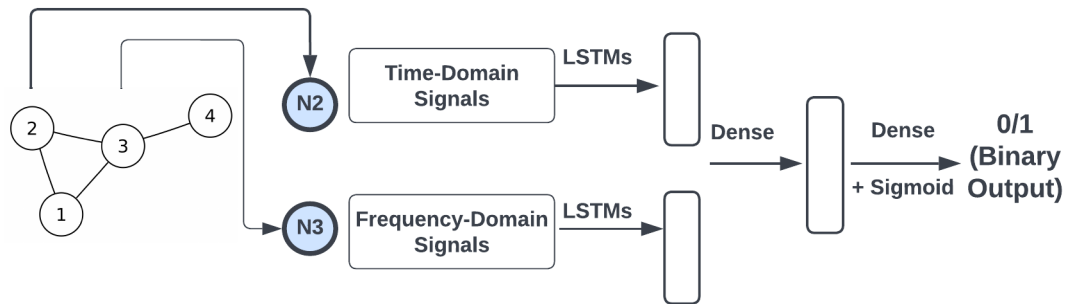 2
3
4
1
N2
Time-Domain
Signals
LSTMs
N3
Frequency-Domain
Signals
LSTMs
Dense
Dense
+ Sigmoid
0/1
(Binary
Output)